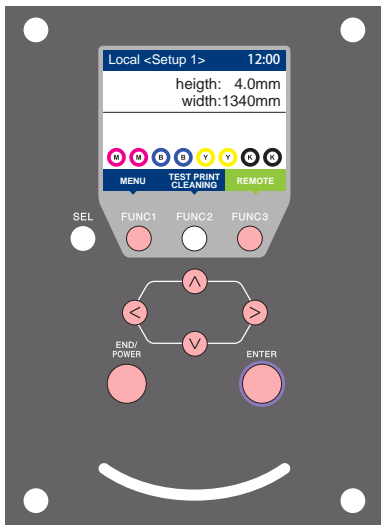 Local <Setup 1> 12:00
heigth: 4.0mm
width:1340mm
M M B B Y Y K K
MENU TEST PRINT CLEANING REMOTE
SEL FUNC1 FUNC2 FUNC3
< ^ > v
END/
POWER
ENTER